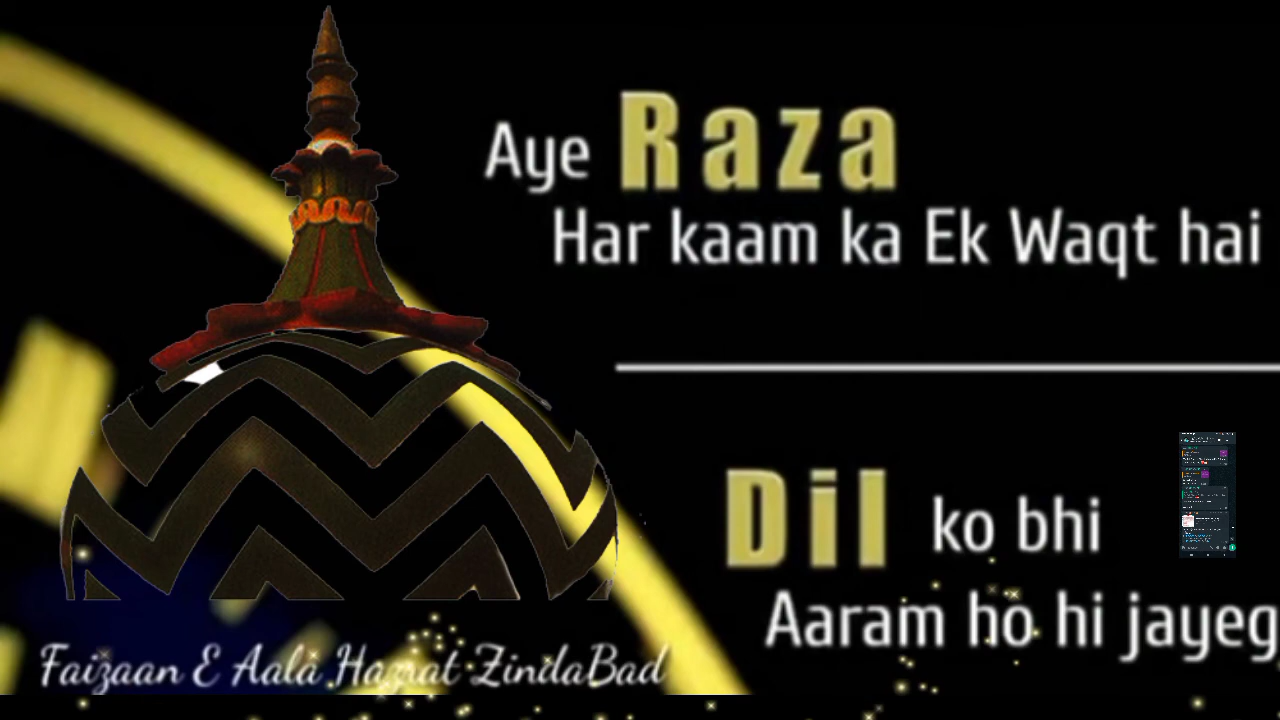 Aye Raza
Har kaam ka Ek Waqt hai
Dil ko bhi
Aaram ho hi jayeg
Faizaan E Aala Hazrat ZindaBad